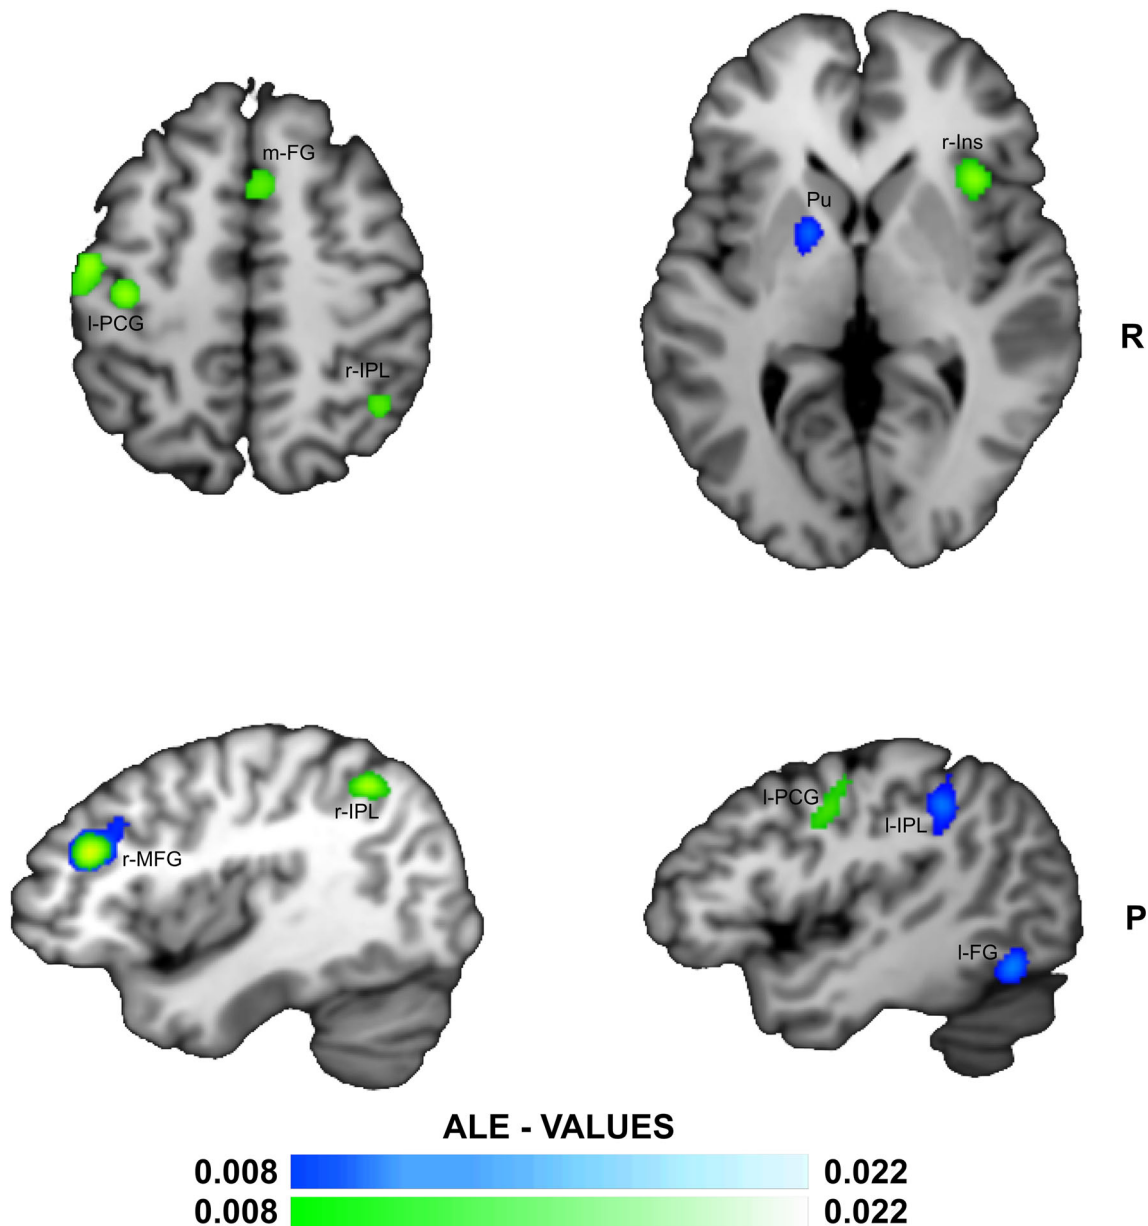 m-FG
r-Ins
Pu
l-PCG
R
r-IPL
l-PCG
r-IPL
l-IPL
r-MFG
P
l-FG
ALE - VALUES
0.008 0.022
0.008 0.022